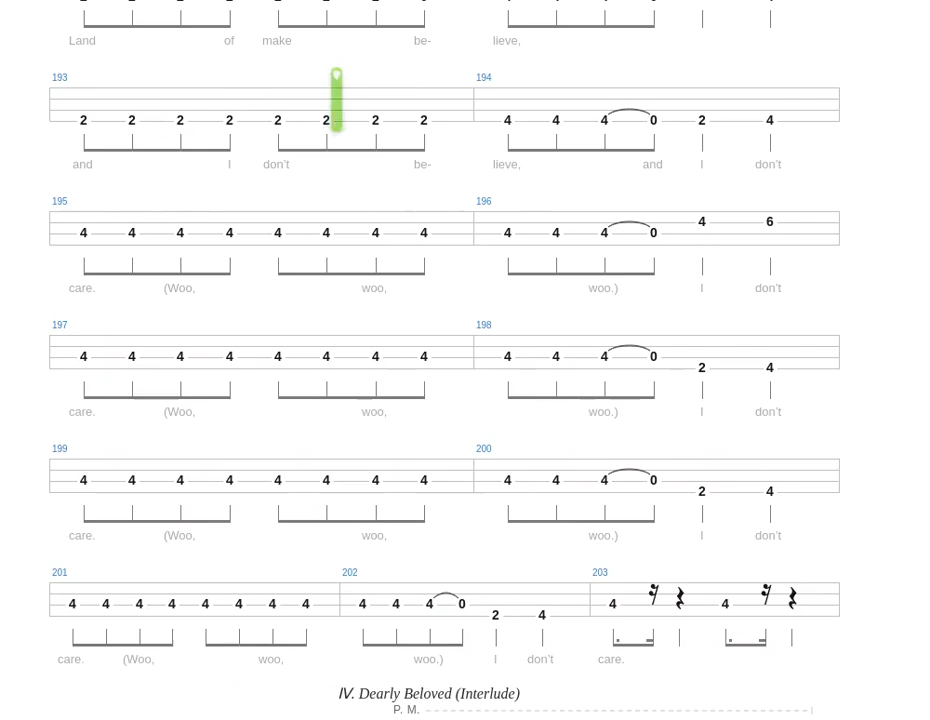 Land of make be- lieve,
193 194
2 2 2 2 2 2 2 2 4 4 4 0 2 4
and I don't be- lieve, and I don't
195 196
4 6
4 4 4 4 4 4 4 4 4 4 4 0
care. (Woo, woo, woo.) I don't
197 198
4 4 4 4 4 4 4 4 4 4 4 0
2 4
care. (Woo, woo, woo.) I don't
199 200
4 4 4 4 4 4 4 4 4 4 4 0
2 4
care. (Woo, woo, woo.) I don't
201 202 203
4 4 4 4 4 4 4 4 4 4 4 0 4 4
2 4
care. (Woo, woo, woo.) I don't care.
IV. Dearly Beloved (Interlude)
P. M.